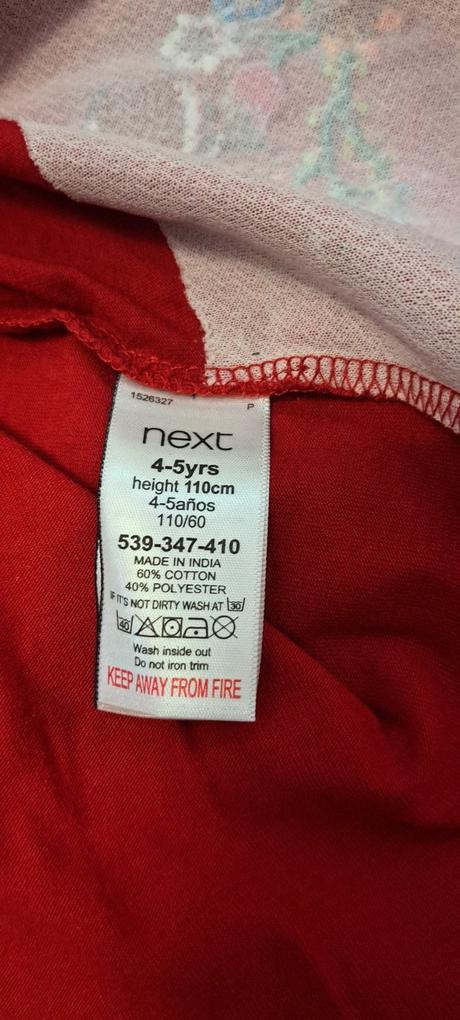 1526327 P
next
4-5yrs
height 110cm
4-5años
110/60
539-347-410
MADE IN INDIA
60% COTTON
40% POLYESTER
IF IT'S NOT DIRTY WASH AT 30
40
Wash inside out
Do not iron trim
KEEP AWAY FROM FIRE